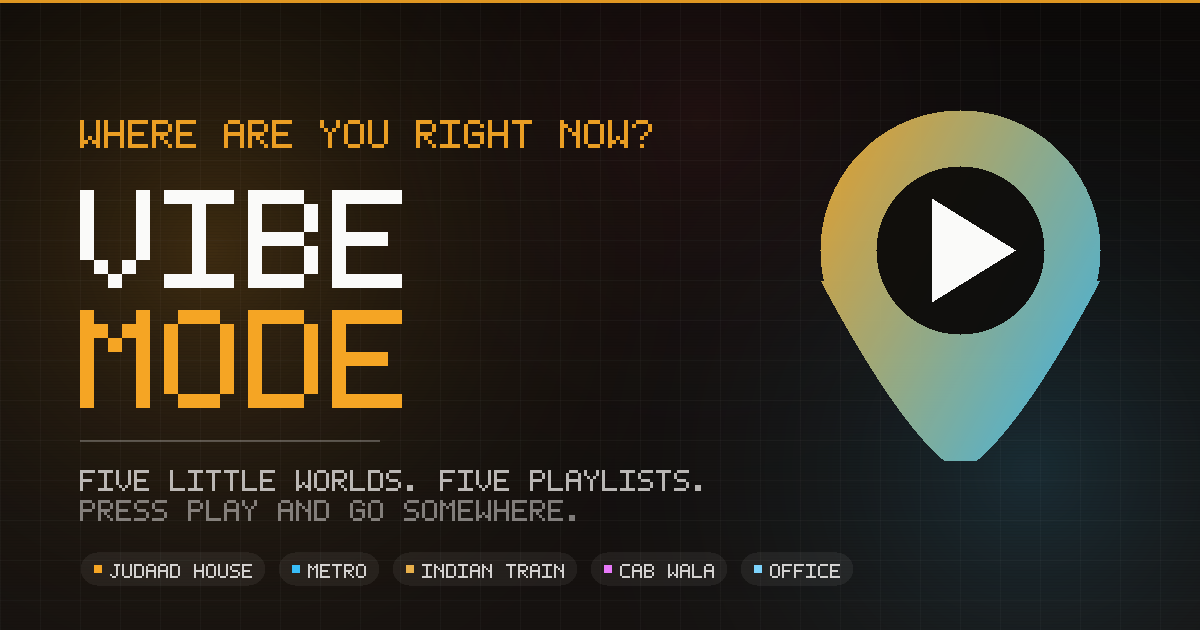 WHERE ARE YOU RIGHT NOW?
VIBE
MODE
FIVE LITTLE WORLDS. FIVE PLAYLISTS.
PRESS PLAY AND GO SOMEWHERE.
JUDAAD HOUSE METRO INDIAN TRAIN CAB WALA OFFICE